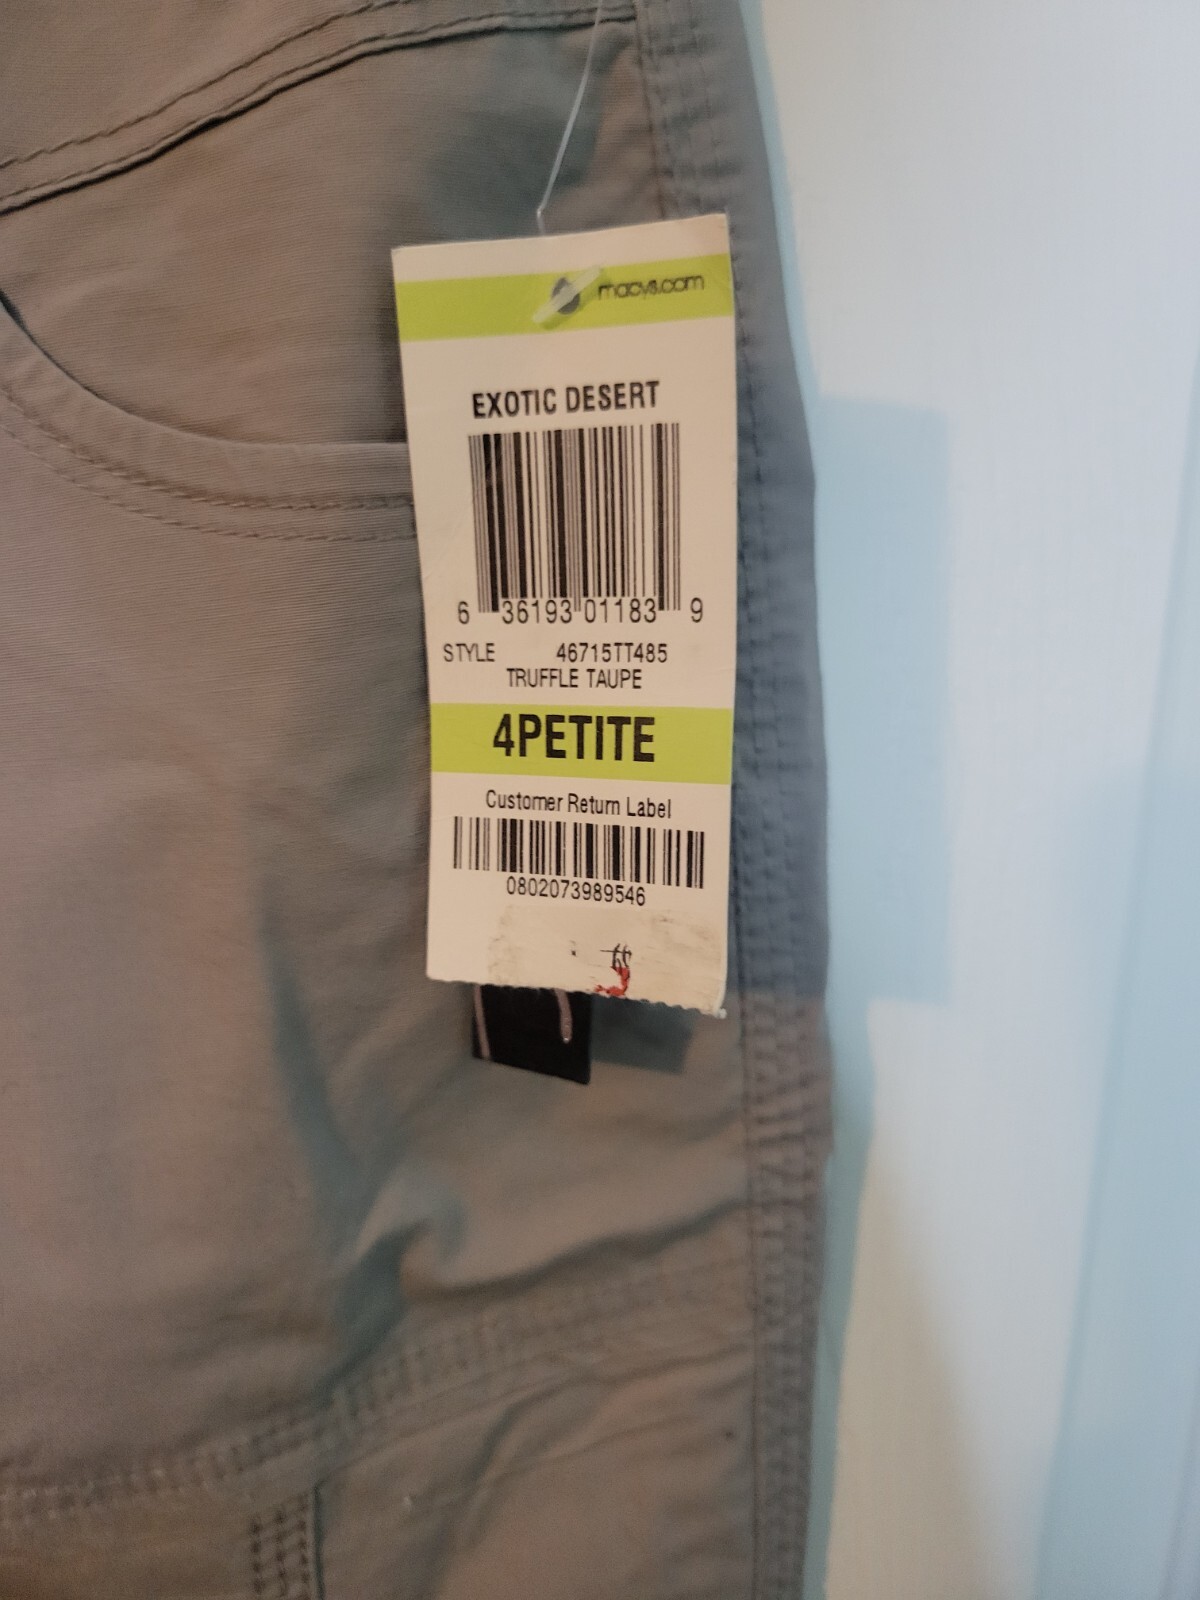 macys.com
EXOTIC DESERT
6 36193 01183 9
STYLE 46715TT485
TRUFFLE TAUPE
4PETITE
Customer Return Label
0802073989546